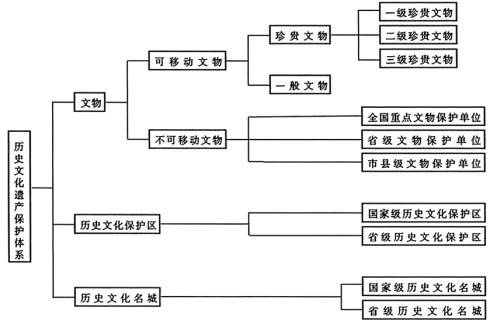 历史文化遗产保护体系
文物
可移动文物
珍贵文物
一级珍贵文物
二级珍贵文物
三级珍贵文物
一般文物
不可移动文物
全国重点文物保护单位
省级文物保护单位
市县级文物保护单位
历史文化保护区
国家级历史文化保护区
省级历史文化保护区
历史文化名城
国家级历史文化名城
省级历史文化名城